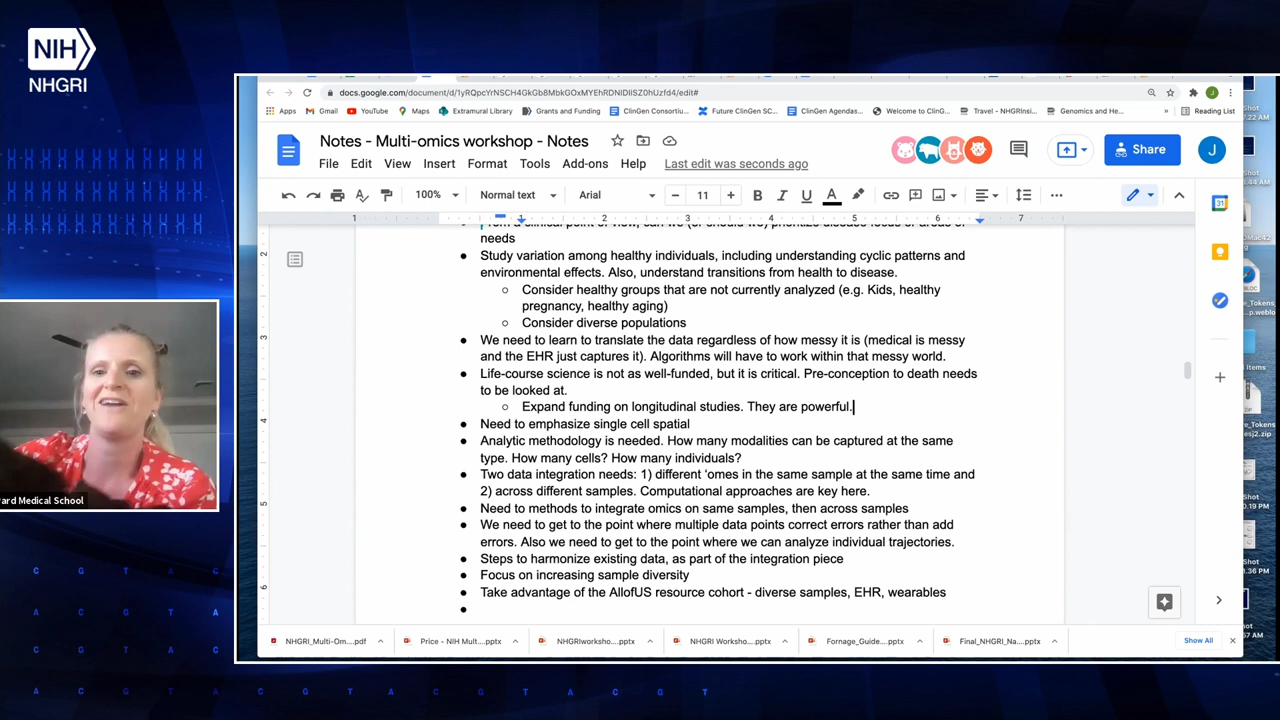 NIH
NHGRI
docs.google.com/document/d/1yRQpcYrNSCH4GkGb8MbkGOxMYEhRDNIDIiSZ0hUzfd4/edit#
Apps Gmail YouTube Maps Extramural Library Grants and Funding ClinGen Consortiu... Future ClinGen SC... ClinGen Agendas... Welcome to ClinG... Travel - NHGRIInsi... Genomics and He... » Reading List
Notes - Multi-omics workshop - Notes
File Edit View Insert Format Tools Add-ons Help Last edit was seconds ago
Share
J
100% Normal text Arial 11 B I U A
1 1 2 3 4 5 6 7
needs
Study variation among healthy individuals, including understanding cyclic patterns and
environmental effects. Also, understand transitions from health to disease.
Consider healthy groups that are not currently analyzed (e.g. Kids, healthy
pregnancy, healthy aging)
Consider diverse populations
We need to learn to translate the data regardless of how messy it is (medical is messy
and the EHR just captures it). Algorithms will have to work within that messy world.
Life-course science is not as well-funded, but it is critical. Pre-conception to death needs
to be looked at.
Expand funding on longitudinal studies. They are powerful.
Need to emphasize single cell spatial
Analytic methodology is needed. How many modalities can be captured at the same
type. How many cells? How many individuals?
Two data integration needs: 1) different 'omes in the same sample at the same time and
2) across different samples. Computational approaches are key here.
Need to methods to integrate omics on same samples, then across samples
We need to get to the point where multiple data points correct errors rather than add
errors. Also we need to get to the point where we can analyze individual trajectories.
Steps to harmonize existing data, as part of the integration piece
Focus on increasing sample diversity
Take advantage of the AllofUS resource cohort - diverse samples, EHR, wearables
ard Medical School
NHGRI_Multi-Om....pdf Price - NIH Mult....pptx NHGRIworksho....pptx NHGRI Worksho....pptx Fornage_Guide....pptx Final_NHGRI_Na....pptx Show All
C G T A C
A C G T A
C G T A C
A C G T A C G T A C G T A C G T